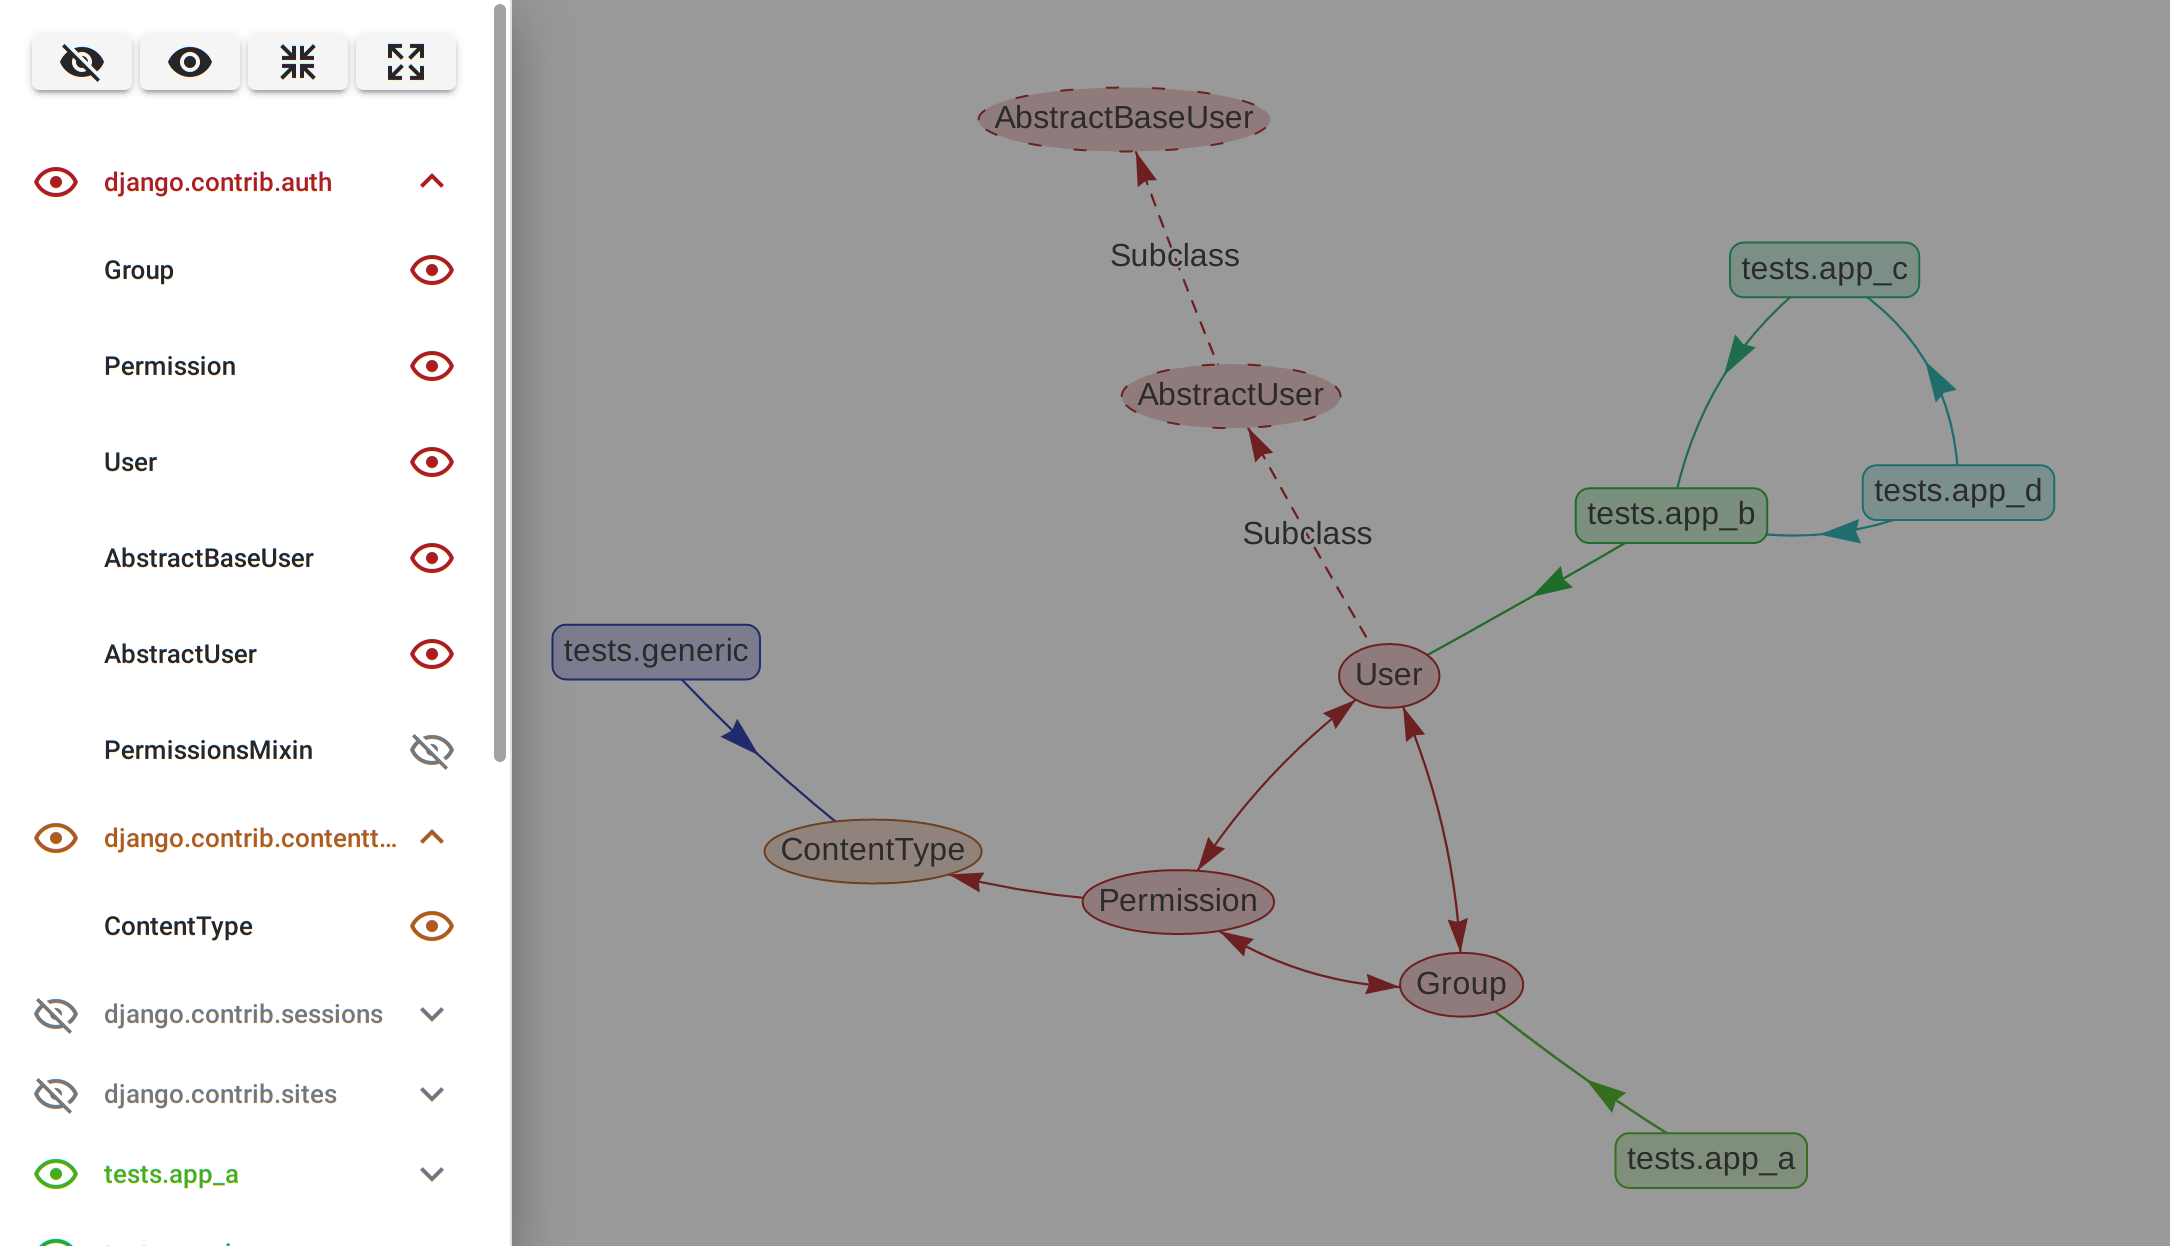 django.contrib.auth
Group
Permission
User
AbstractBaseUser
AbstractUser
PermissionsMixin
django.contrib.contentt...
ContentType
django.contrib.sessions
django.contrib.sites
tests.app_a
AbstractBaseUser
Subclass
tests.app_c
AbstractUser
tests.app_d
tests.app_b
Subclass
tests.generic
User
ContentType
Permission
Group
tests.app_a